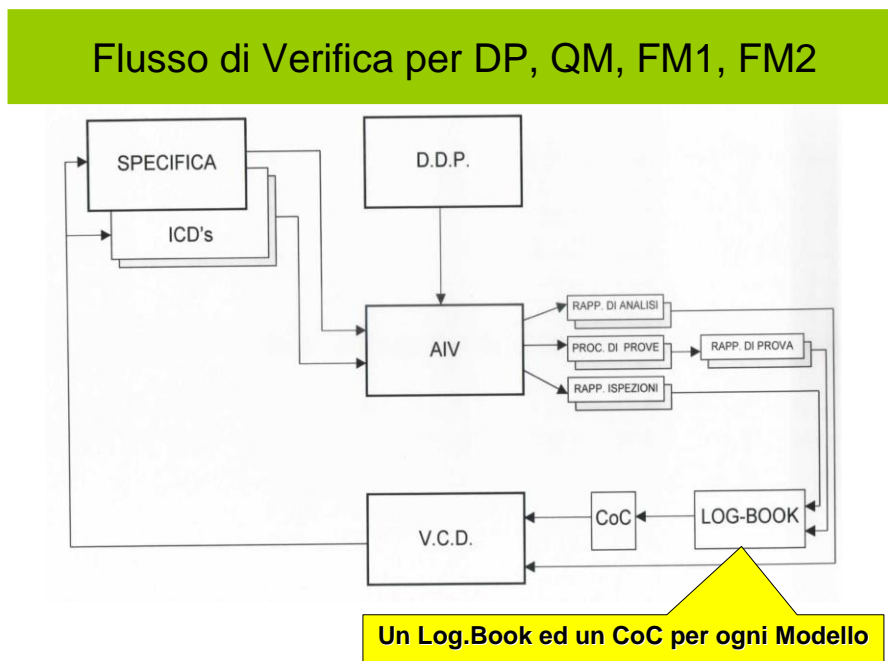 Flusso di Verifica per DP, QM, FM1, FM2
SPECIFICA
D.D.P.
ICD's
RAPP. DI ANALISI
AIV
PROC. DI PROVE
RAPP. DI PROVA
RAPP. ISPEZIONI
V.C.D.
CoC
LOG-BOOK
Un Log.Book ed un CoC per ogni Modello